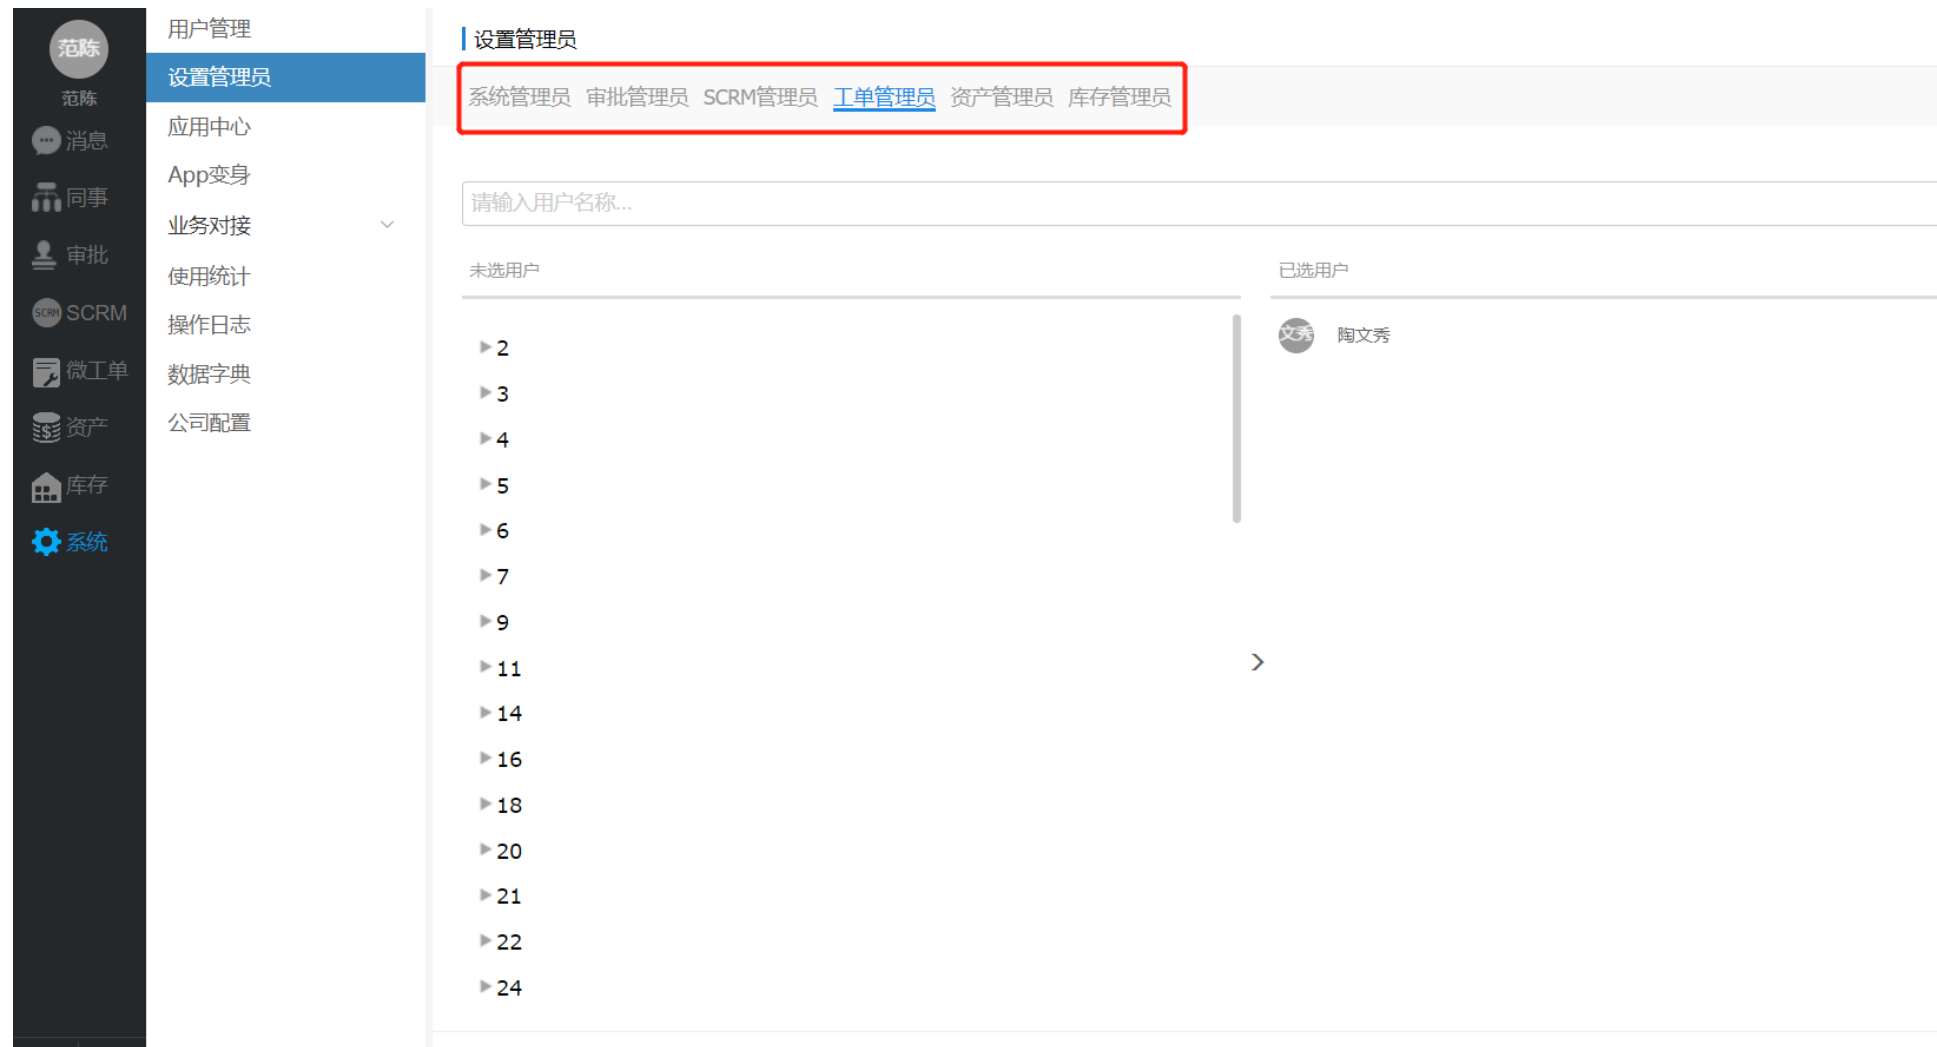 范陈
范陈
消息
同事
审批
SCRM SCRM
微工单
资产
库存
系统
用户管理
设置管理员
应用中心
App变身
业务对接
使用统计
操作日志
数据字典
公司配置
设置管理员
系统管理员 审批管理员 SCRM管理员 工单管理员 资产管理员 库存管理员
请输入用户名称...
未选用户
2
3
4
5
6
7
9
11
14
16
18
20
21
22
24
已选用户
文秀 陶文秀